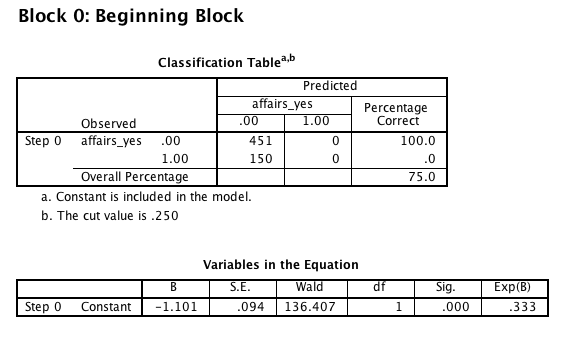 Block 0: Beginning Block
Classification Tablea,b
Predicted
affairs_yes Percentage Correct
Observed .00 1.00
Step 0 affairs_yes .00 451 0 100.0
1.00 150 0 .0
Overall Percentage 75.0
a. Constant is included in the model.
b. The cut value is .250
Variables in the Equation
B S.E. Wald df Sig. Exp(B)
Step 0 Constant -1.101 .094 136.407 1 .000 .333